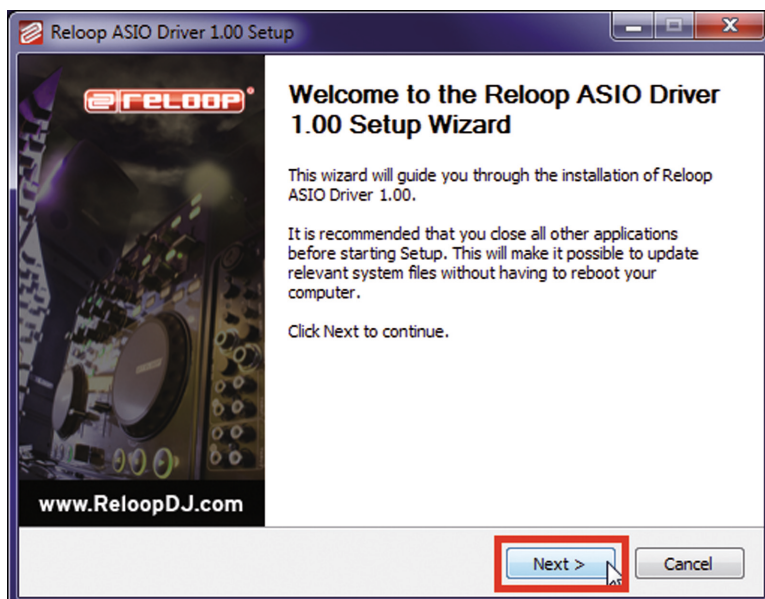 Reloop ASIO Driver 1.00 Setup
RELOOP
Welcome to the Reloop ASIO Driver
1.00 Setup Wizard
This wizard will guide you through the installation of Reloop
ASIO Driver 1.00.
It is recommended that you close all other applications
before starting Setup. This will make it possible to update
relevant system files without having to reboot your
computer.
Click Next to continue.
www.ReloopDJ.com
Next >
Cancel